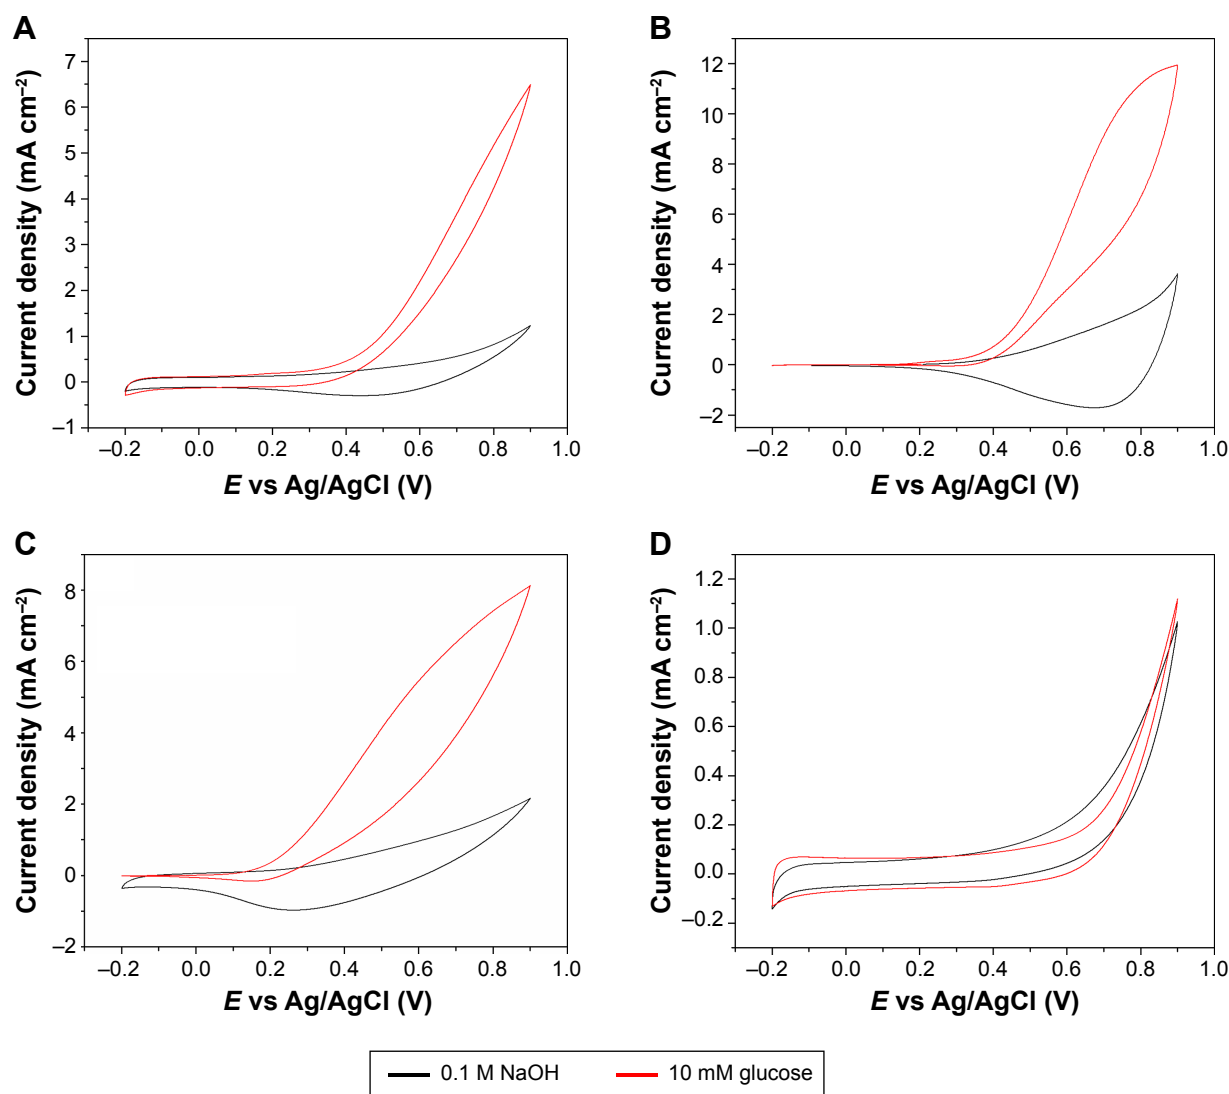 A
Current density (mA cm⁻²)
7
6
5
4
3
2
1
0
–1
–0.2 0.0 0.2 0.4 0.6 0.8 1.0
E vs Ag/AgCl (V)
B
Current density (mA cm⁻²)
12
10
8
6
4
2
0
–2
–0.2 0.0 0.2 0.4 0.6 0.8 1.0
E vs Ag/AgCl (V)
C
Current density (mA cm⁻²)
8
6
4
2
0
–2
–0.2 0.0 0.2 0.4 0.6 0.8 1.0
E vs Ag/AgCl (V)
D
Current density (mA cm⁻²)
1.2
1.0
0.8
0.6
0.4
0.2
0.0
–0.2
–0.2 0.0 0.2 0.4 0.6 0.8 1.0
E vs Ag/AgCl (V)
0.1 M NaOH 10 mM glucose